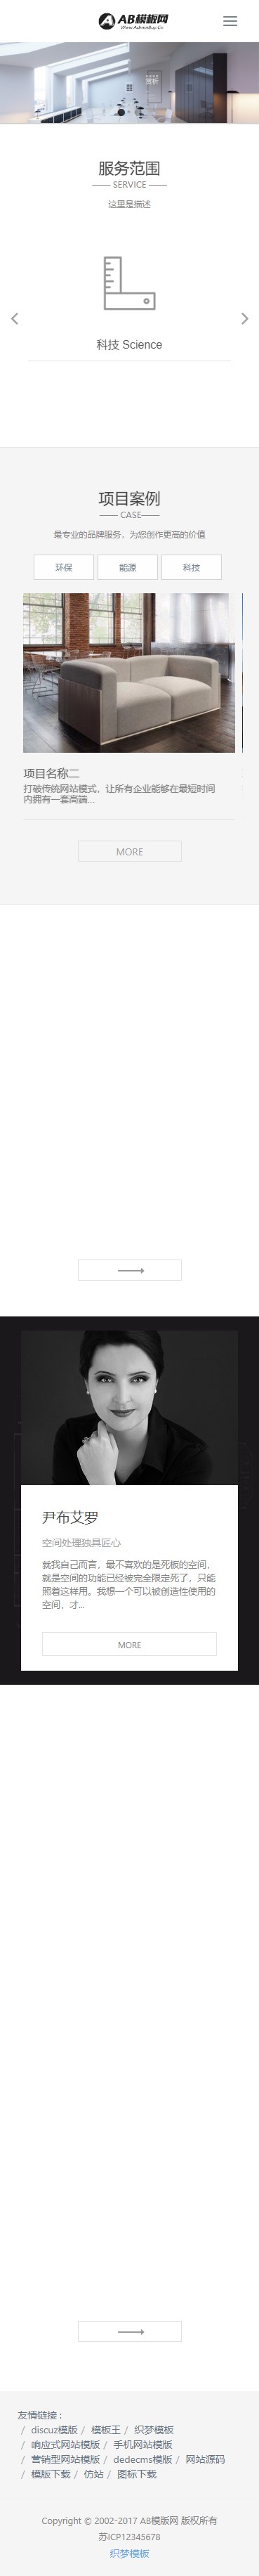 AB模板网
www.AdminBuy.Cn
服务范围
—— SERVICE ——
这里是描述
科技 Science
项目案例
—— CASE——
最专业的品牌服务，为您创作更高的价值
环保
能源
科技
项目名称二
打破传统网站模式，让所有企业能够在最短时间
内拥有一套高端...
MORE
尹布艾罗
空间处理独具匠心
就我自己而言，最不喜欢的是死板的空间，
就是空间的功能已经被完全限定死了，只能
照着这样用。我想一个可以被创造性使用的
空间，才...
MORE
友情链接：
/ discuz模版 / 模板王 / 织梦模板
/ 响应式网站模版 / 手机网站模版
/ 营销型网站模版 / dedecms模版 / 网站源码
/ 模版下载 / 仿站 / 图标下载
Copyright © 2002-2017 AB模版网 版权所有
苏ICP12345678
织梦模板